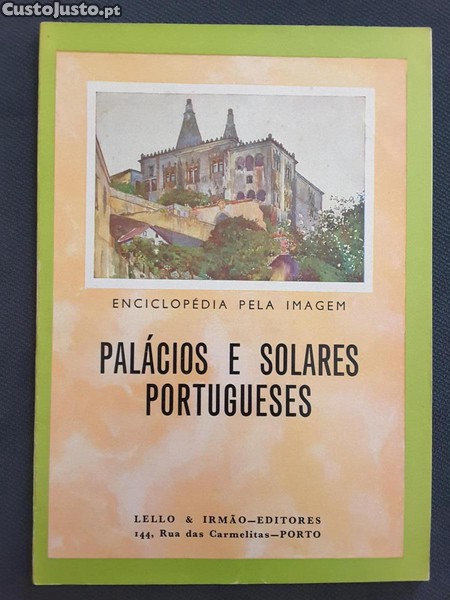 CustoJusto.pt
ENCICLOPÉDIA PELA IMAGEM
PALÁCIOS E SOLARES
PORTUGUESES
LELLO & IRMÃO—EDITORES
144, Rua das Carmelitas—PORTO